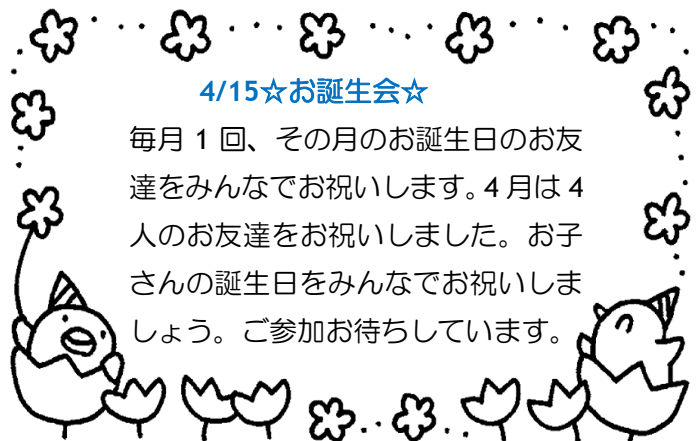 4/15☆お誕生会☆
毎月 1 回、その月のお誕生日のお友
達をみんなでお祝いします。4 月は 4
人のお友達をお祝いしました。お子
さんの誕生日をみんなでお祝いしま
しょう。ご参加お待ちしています。